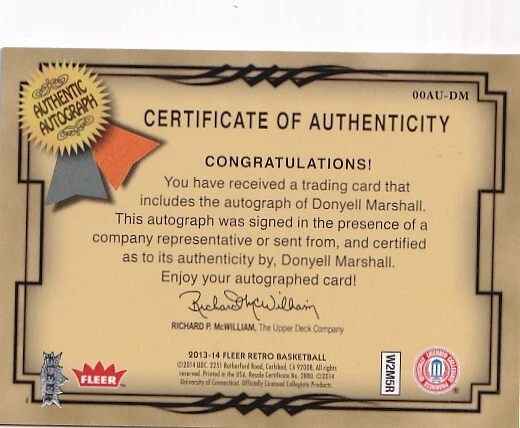 00AU-DM
AUTHENTIC
AUTOGRAPH
CERTIFICATE OF AUTHENTICITY
CONGRATULATIONS!
You have received a trading card that
includes the autograph of Donyell Marshall.
This autograph was signed in the presence of a
company representative or sent from, and certified
as to its authenticity by, Donyell Marshall.
Enjoy your autographed card!
Richard P. McWilliam
RICHARD P. McWILLIAM, The Upper Deck Company
2013-14 FLEER RETRO BASKETBALL
©2014 UDC. 2251 Rutherford Road, Carlsbad, CA 92008. All rights
reserved. Printed in the USA. Resale Certificate No. 2BBD. ©2014
University of Connecticut. Officially Licensed Collegiate Products.
FLEER
W2M5R